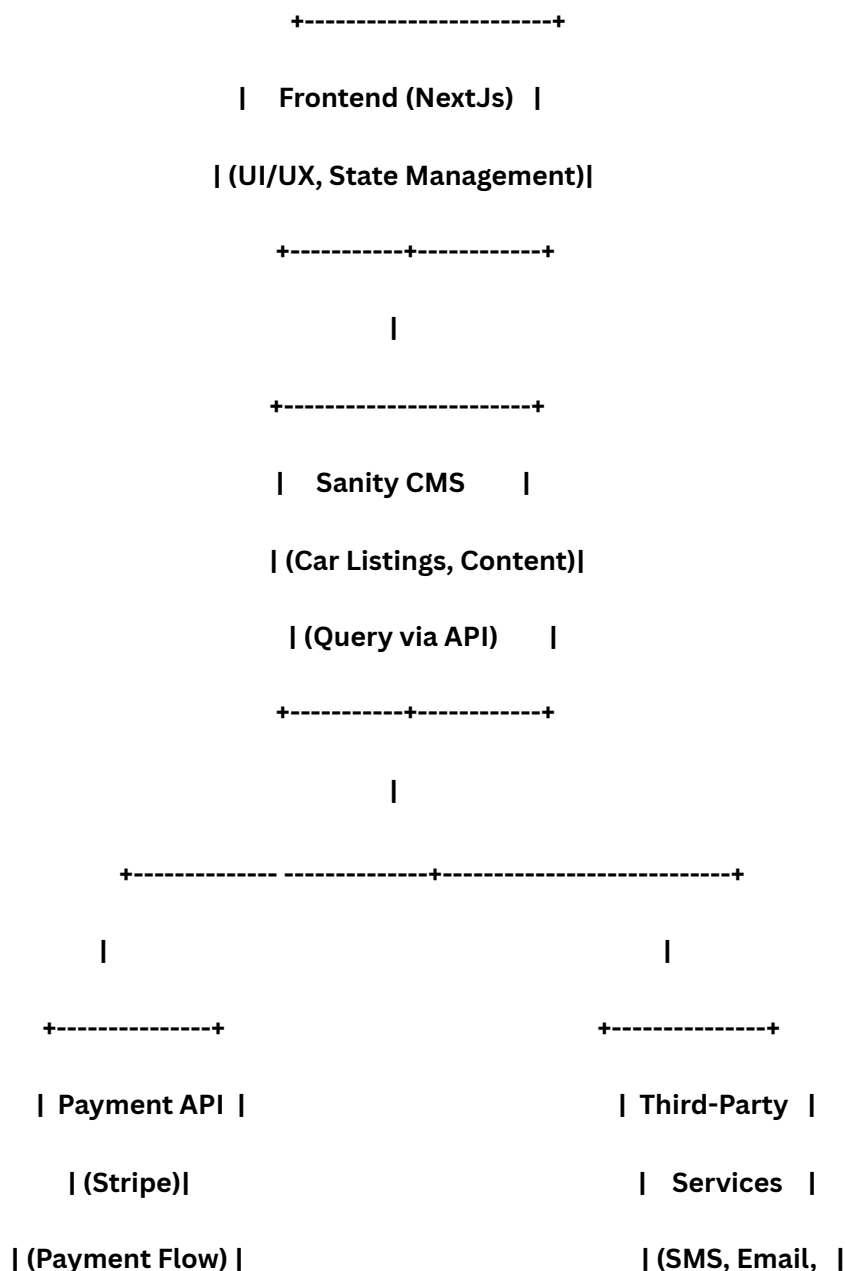 +------------------------+
| Frontend (NextJs) |
| (UI/UX, State Management)|
+-----------+------------+
|
+------------------------+
| Sanity CMS |
| (Car Listings, Content)|
| (Query via API) |
+-----------+------------+
|
+-------------- --------------+----------------------------+
| |
+---------------+ +---------------+
| Payment API | | Third-Party |
| (Stripe)| | Services |
| (Payment Flow) | | (SMS, Email, |